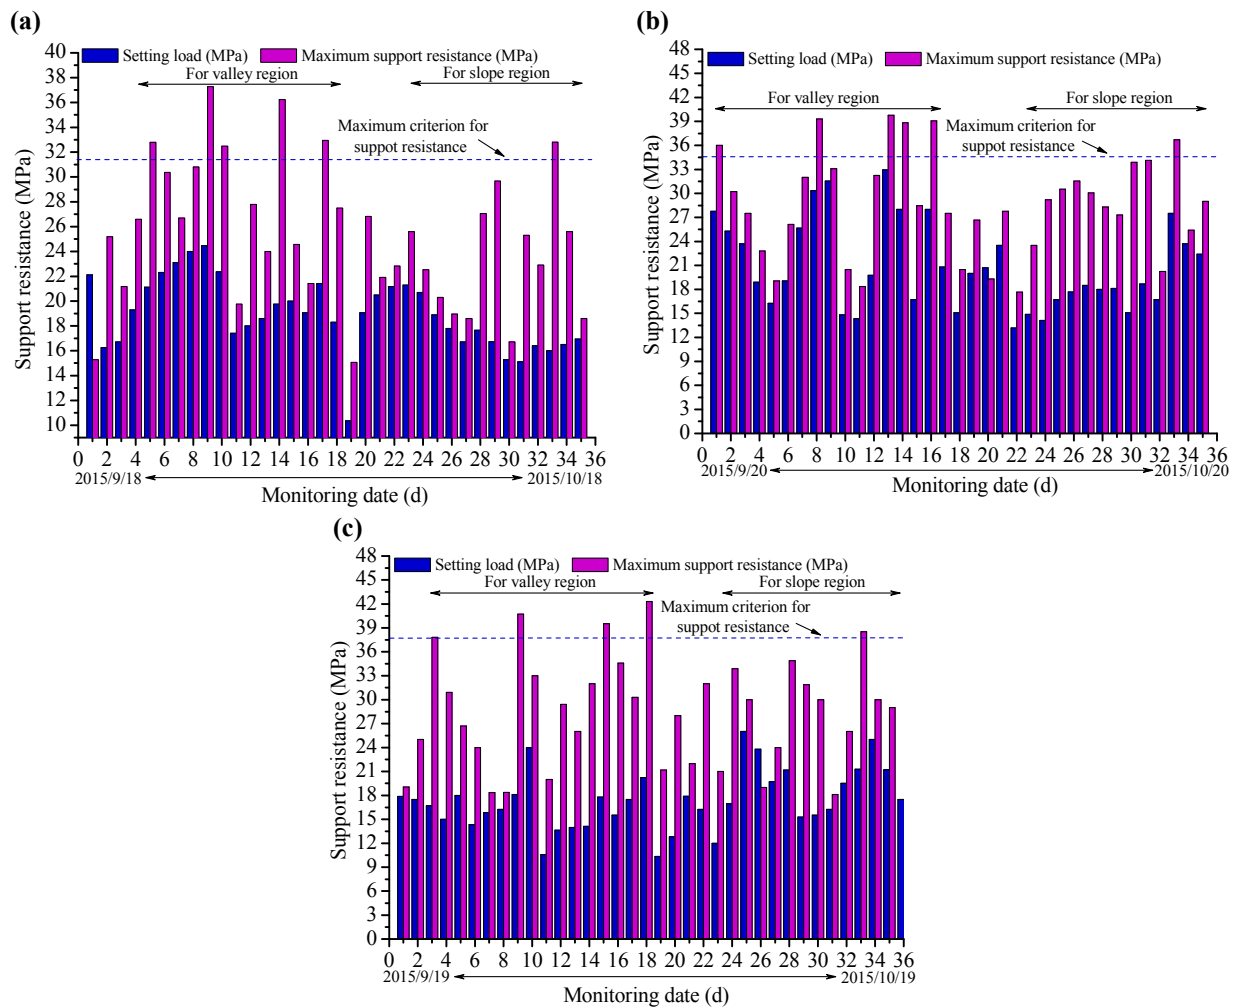 (a)
Setting load (MPa) Maximum support resistance (MPa)
For valley region For slope region
Maximum criterion for
suppot resistance
Support resistance (MPa)
40
38
36
34
32
30
28
26
24
22
20
18
16
14
12
10
0 2 4 6 8 10 12 14 16 18 20 22 24 26 28 30 32 34 36
2015/9/18 2015/10/18
Monitoring date (d)
(b)
Setting load (MPa) Maximum support resistance (MPa)
For valley region For slope region
Maximum criterion for
suppot resistance
Support resistance (MPa)
48
45
42
39
36
33
30
27
24
21
18
15
12
9
6
3
0
0 2 4 6 8 10 12 14 16 18 20 22 24 26 28 30 32 34 36
2015/9/20 2015/10/20
Monitoring date (d)
(c)
Setting load (MPa) Maximum support resistance (MPa)
For valley region For slope region
Maximum criterion for
suppot resistance
Support resistance (MPa)
48
45
42
39
36
33
30
27
24
21
18
15
12
9
6
3
0
0 2 4 6 8 10 12 14 16 18 20 22 24 26 28 30 32 34 36
2015/9/19 2015/10/19
Monitoring date (d)